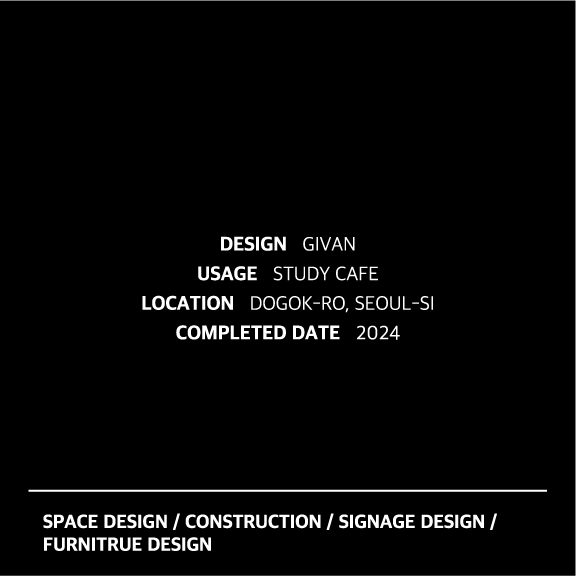 DESIGN GIVAN
USAGE STUDY CAFE
LOCATION DOGOK-RO, SEOUL-SI
COMPLETED DATE 2024
SPACE DESIGN / CONSTRUCTION / SIGNAGE DESIGN /
FURNITRUE DESIGN